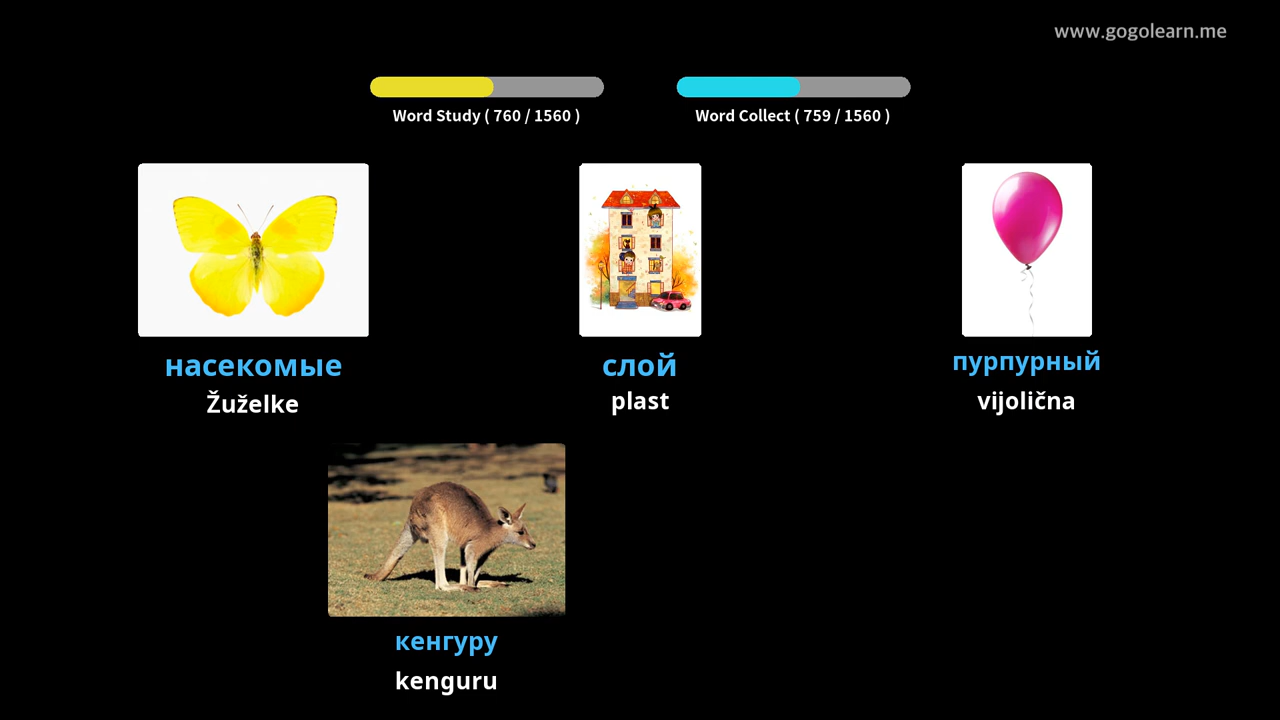 www.gogolearn.me
Word Study ( 760 / 1560 )
Word Collect ( 759 / 1560 )
насекомые
Žuželke
слой
plast
пурпурный
vijolična
кенгуру
kenguru